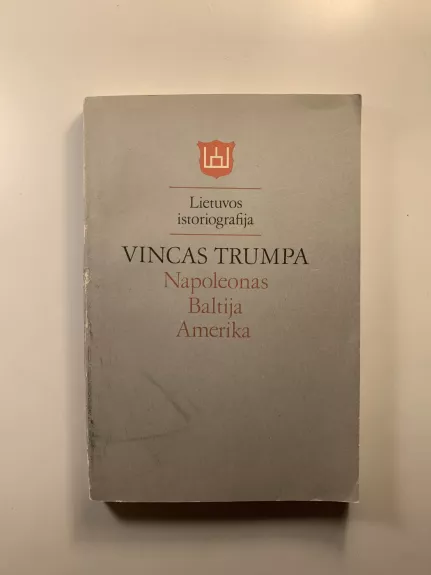 Lietuvos
istoriografija
VINCAS TRUMPA
Napoleonas
Baltija
Amerika